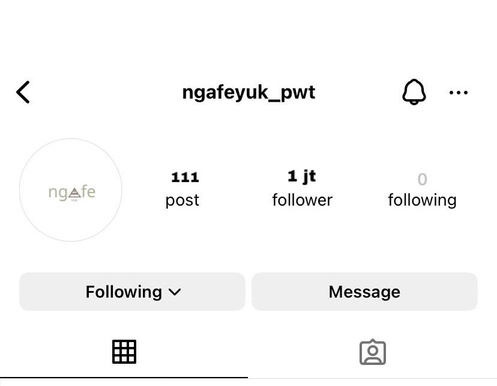 ngafeyuk_pwt
ngafe
111 1 jt 0
post follower following
Following Message